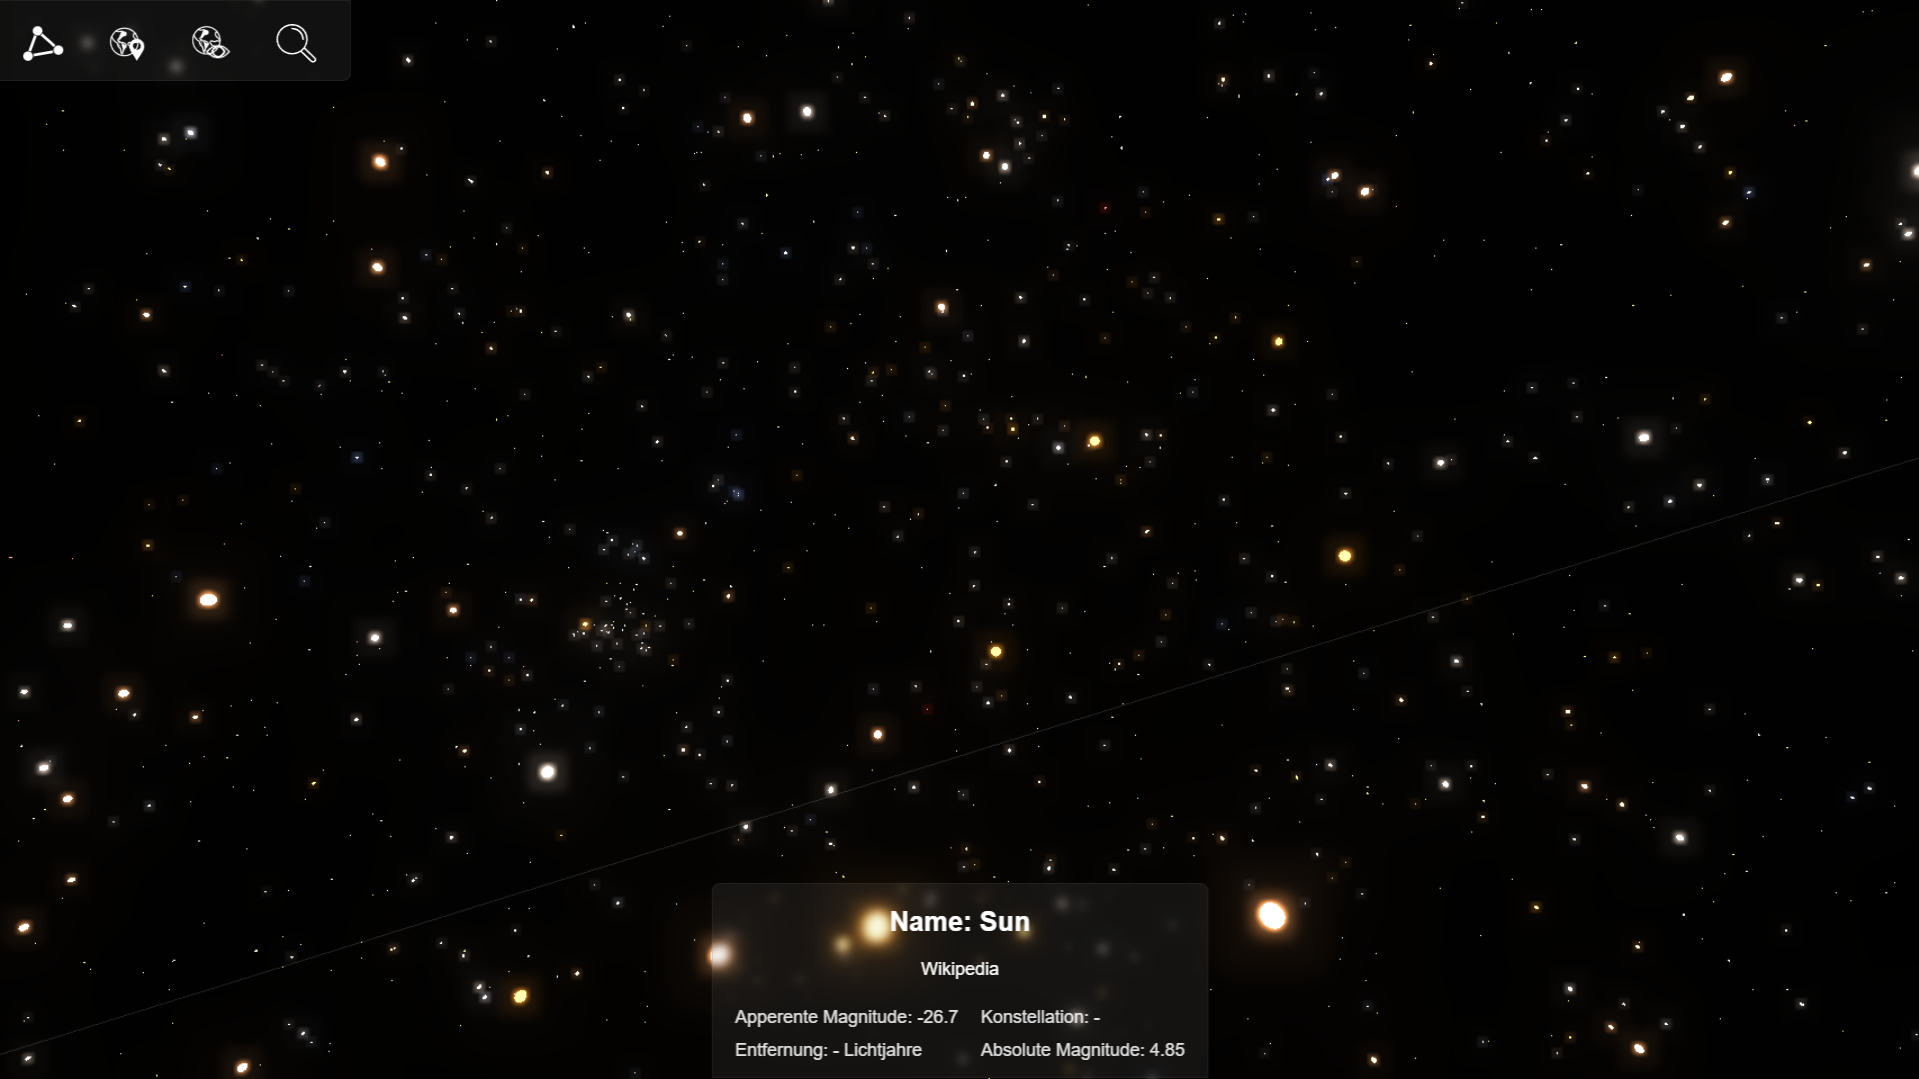 Name: Sun
Wikipedia
Apperente Magnitude: -26.7 Konstellation: -
Entfernung: - Lichtjahre Absolute Magnitude: 4.85